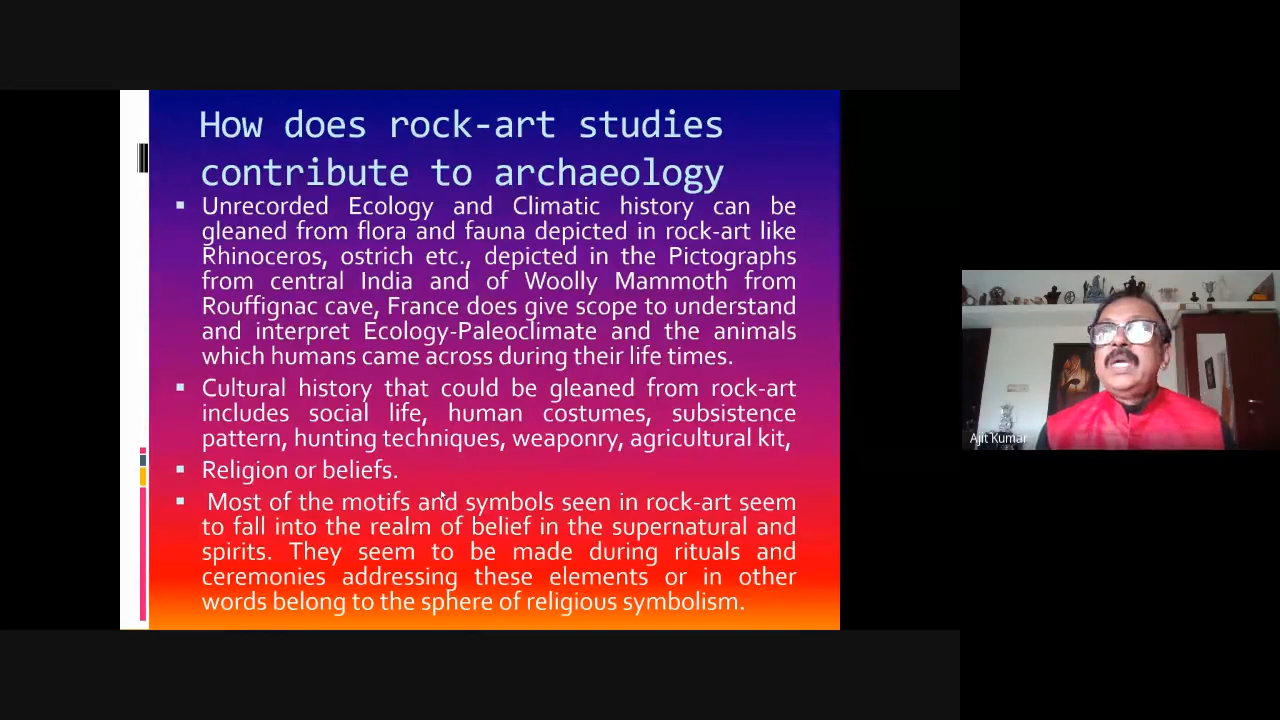 How does rock-art studies
contribute to archaeology
▪ Unrecorded Ecology and Climatic history can be
gleaned from flora and fauna depicted in rock-art like
Rhinoceros, ostrich etc., depicted in the Pictographs
from central India and of Woolly Mammoth from
Rouffignac cave, France does give scope to understand
and interpret Ecology-Paleoclimate and the animals
which humans came across during their life times.
▪ Cultural history that could be gleaned from rock-art
includes social life, human costumes, subsistence
pattern, hunting techniques, weaponry, agricultural kit,
▪ Religion or beliefs.
▪ Most of the motifs and symbols seen in rock-art seem
to fall into the realm of belief in the supernatural and
spirits. They seem to be made during rituals and
ceremonies addressing these elements or in other
words belong to the sphere of religious symbolism.
Ajit Kumar